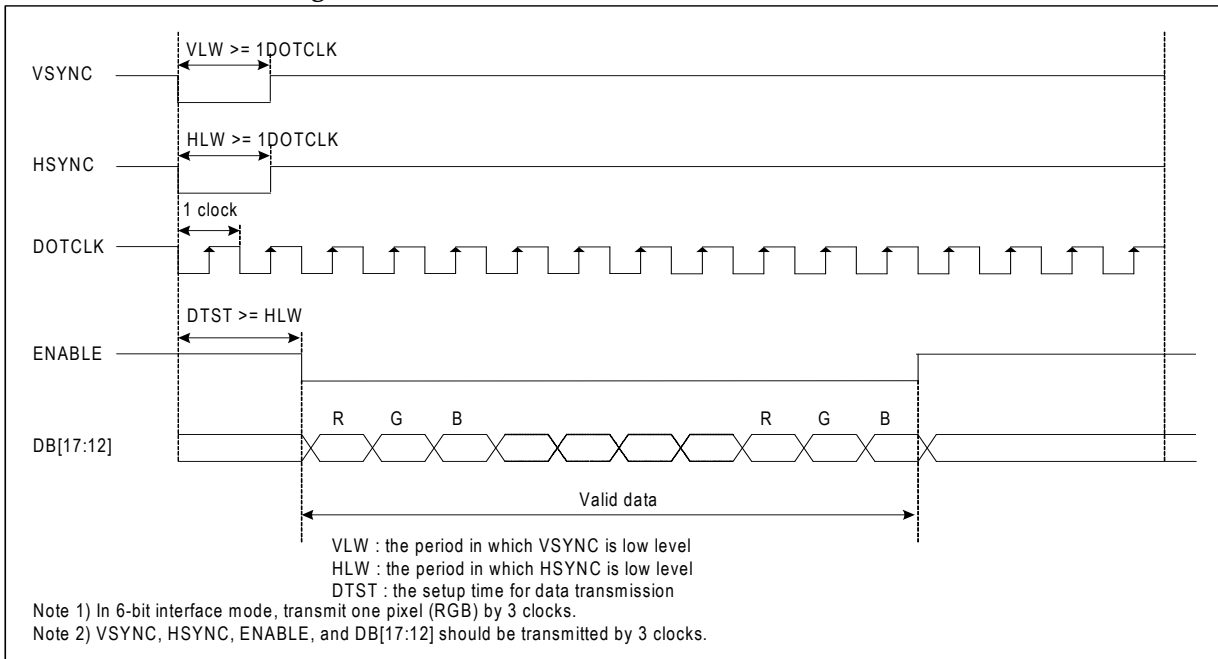 VLW >= 1DOTCLK
VSYNC
HLW >= 1DOTCLK
HSYNC
1 clock
DOTCLK
DTST >= HLW
ENABLE
R G B R G B
DB[17:12]
Valid data
VLW : the period in which VSYNC is low level
HLW : the period in which HSYNC is low level
DTST : the setup time for data transmission
Note 1) In 6-bit interface mode, transmit one pixel (RGB) by 3 clocks.
Note 2) VSYNC, HSYNC, ENABLE, and DB[17:12] should be transmitted by 3 clocks.